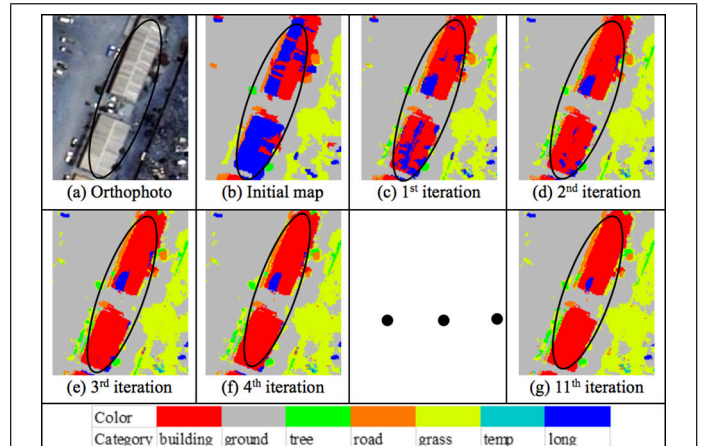 (a) Orthophoto
(b) Initial map
(c) 1st iteration
(d) 2nd iteration
(e) 3rd iteration
(f) 4th iteration
(g) 11th iteration
Color
Category building ground tree road grass temp long